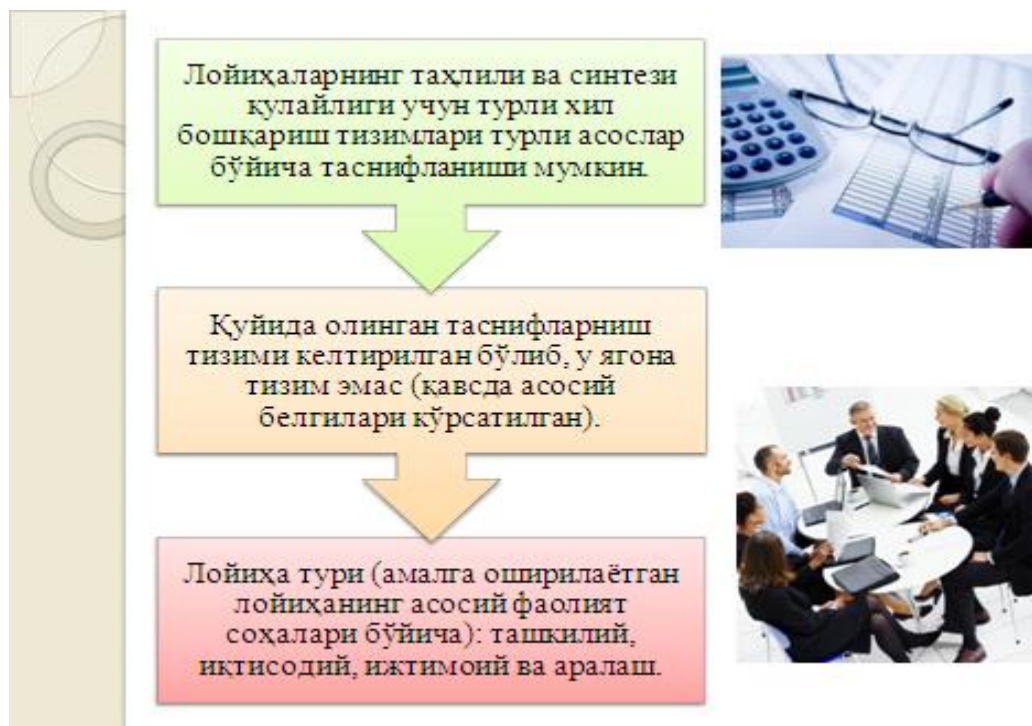 Лойиҳаларнинг таҳлили ва синтези
қулайлиги учун турли хил
бошқариш тизимлари турли асослар
бўйича таснифланиши мумкин.
Қуйида олинган таснифларниш
тизими келтирилган бўлиб, у ягона
тизим эмас (қавсда асосий
белгилари кўрсатилган).
Лойиҳа тури (амалга оширилаётган
лойиҳанинг асосий фаолият
соҳалари бўйича): ташкилий,
иқтисодий, ижтимоий ва аралаш.